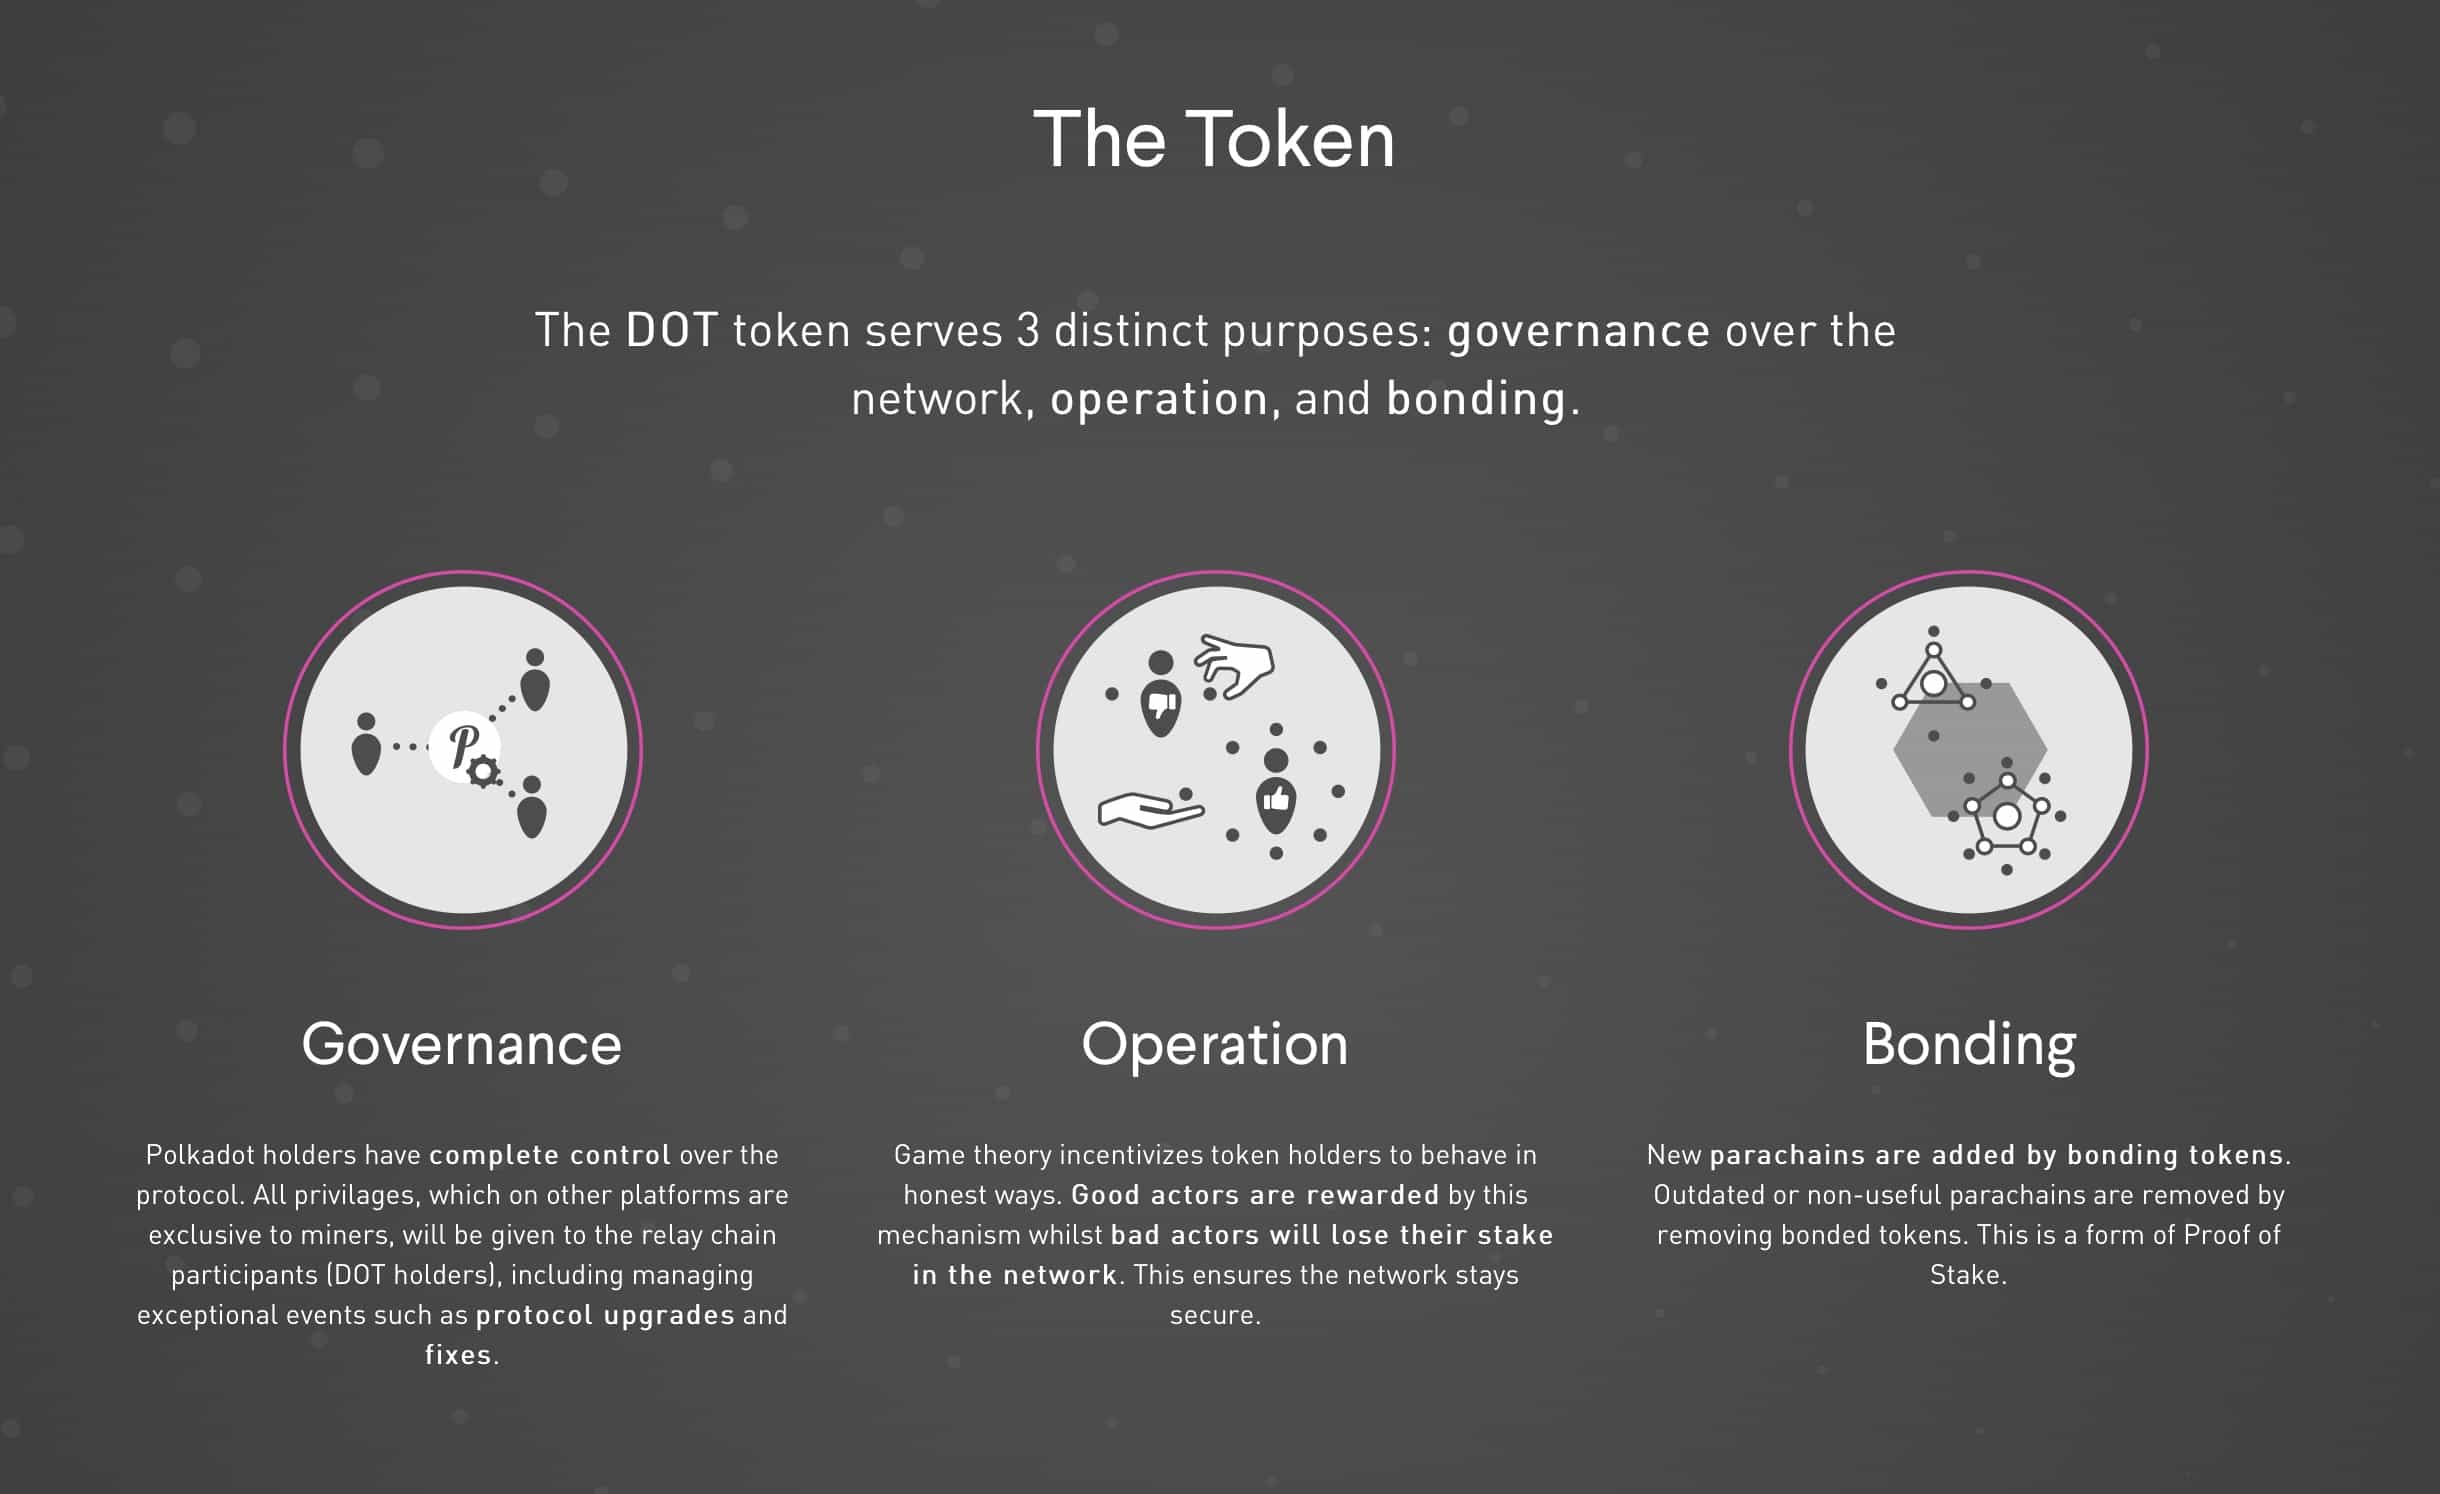 The Token
The DOT token serves 3 distinct purposes: governance over the
network, operation, and bonding.
P
Governance
Polkadot holders have complete control over the
protocol. All privilages, which on other platforms are
exclusive to miners, will be given to the relay chain
participants (DOT holders), including managing
exceptional events such as protocol upgrades and
fixes.
Operation
Game theory incentivizes token holders to behave in
honest ways. Good actors are rewarded by this
mechanism whilst bad actors will lose their stake
in the network. This ensures the network stays
secure.
Bonding
New parachains are added by bonding tokens.
Outdated or non-useful parachains are removed by
removing bonded tokens. This is a form of Proof of
Stake.